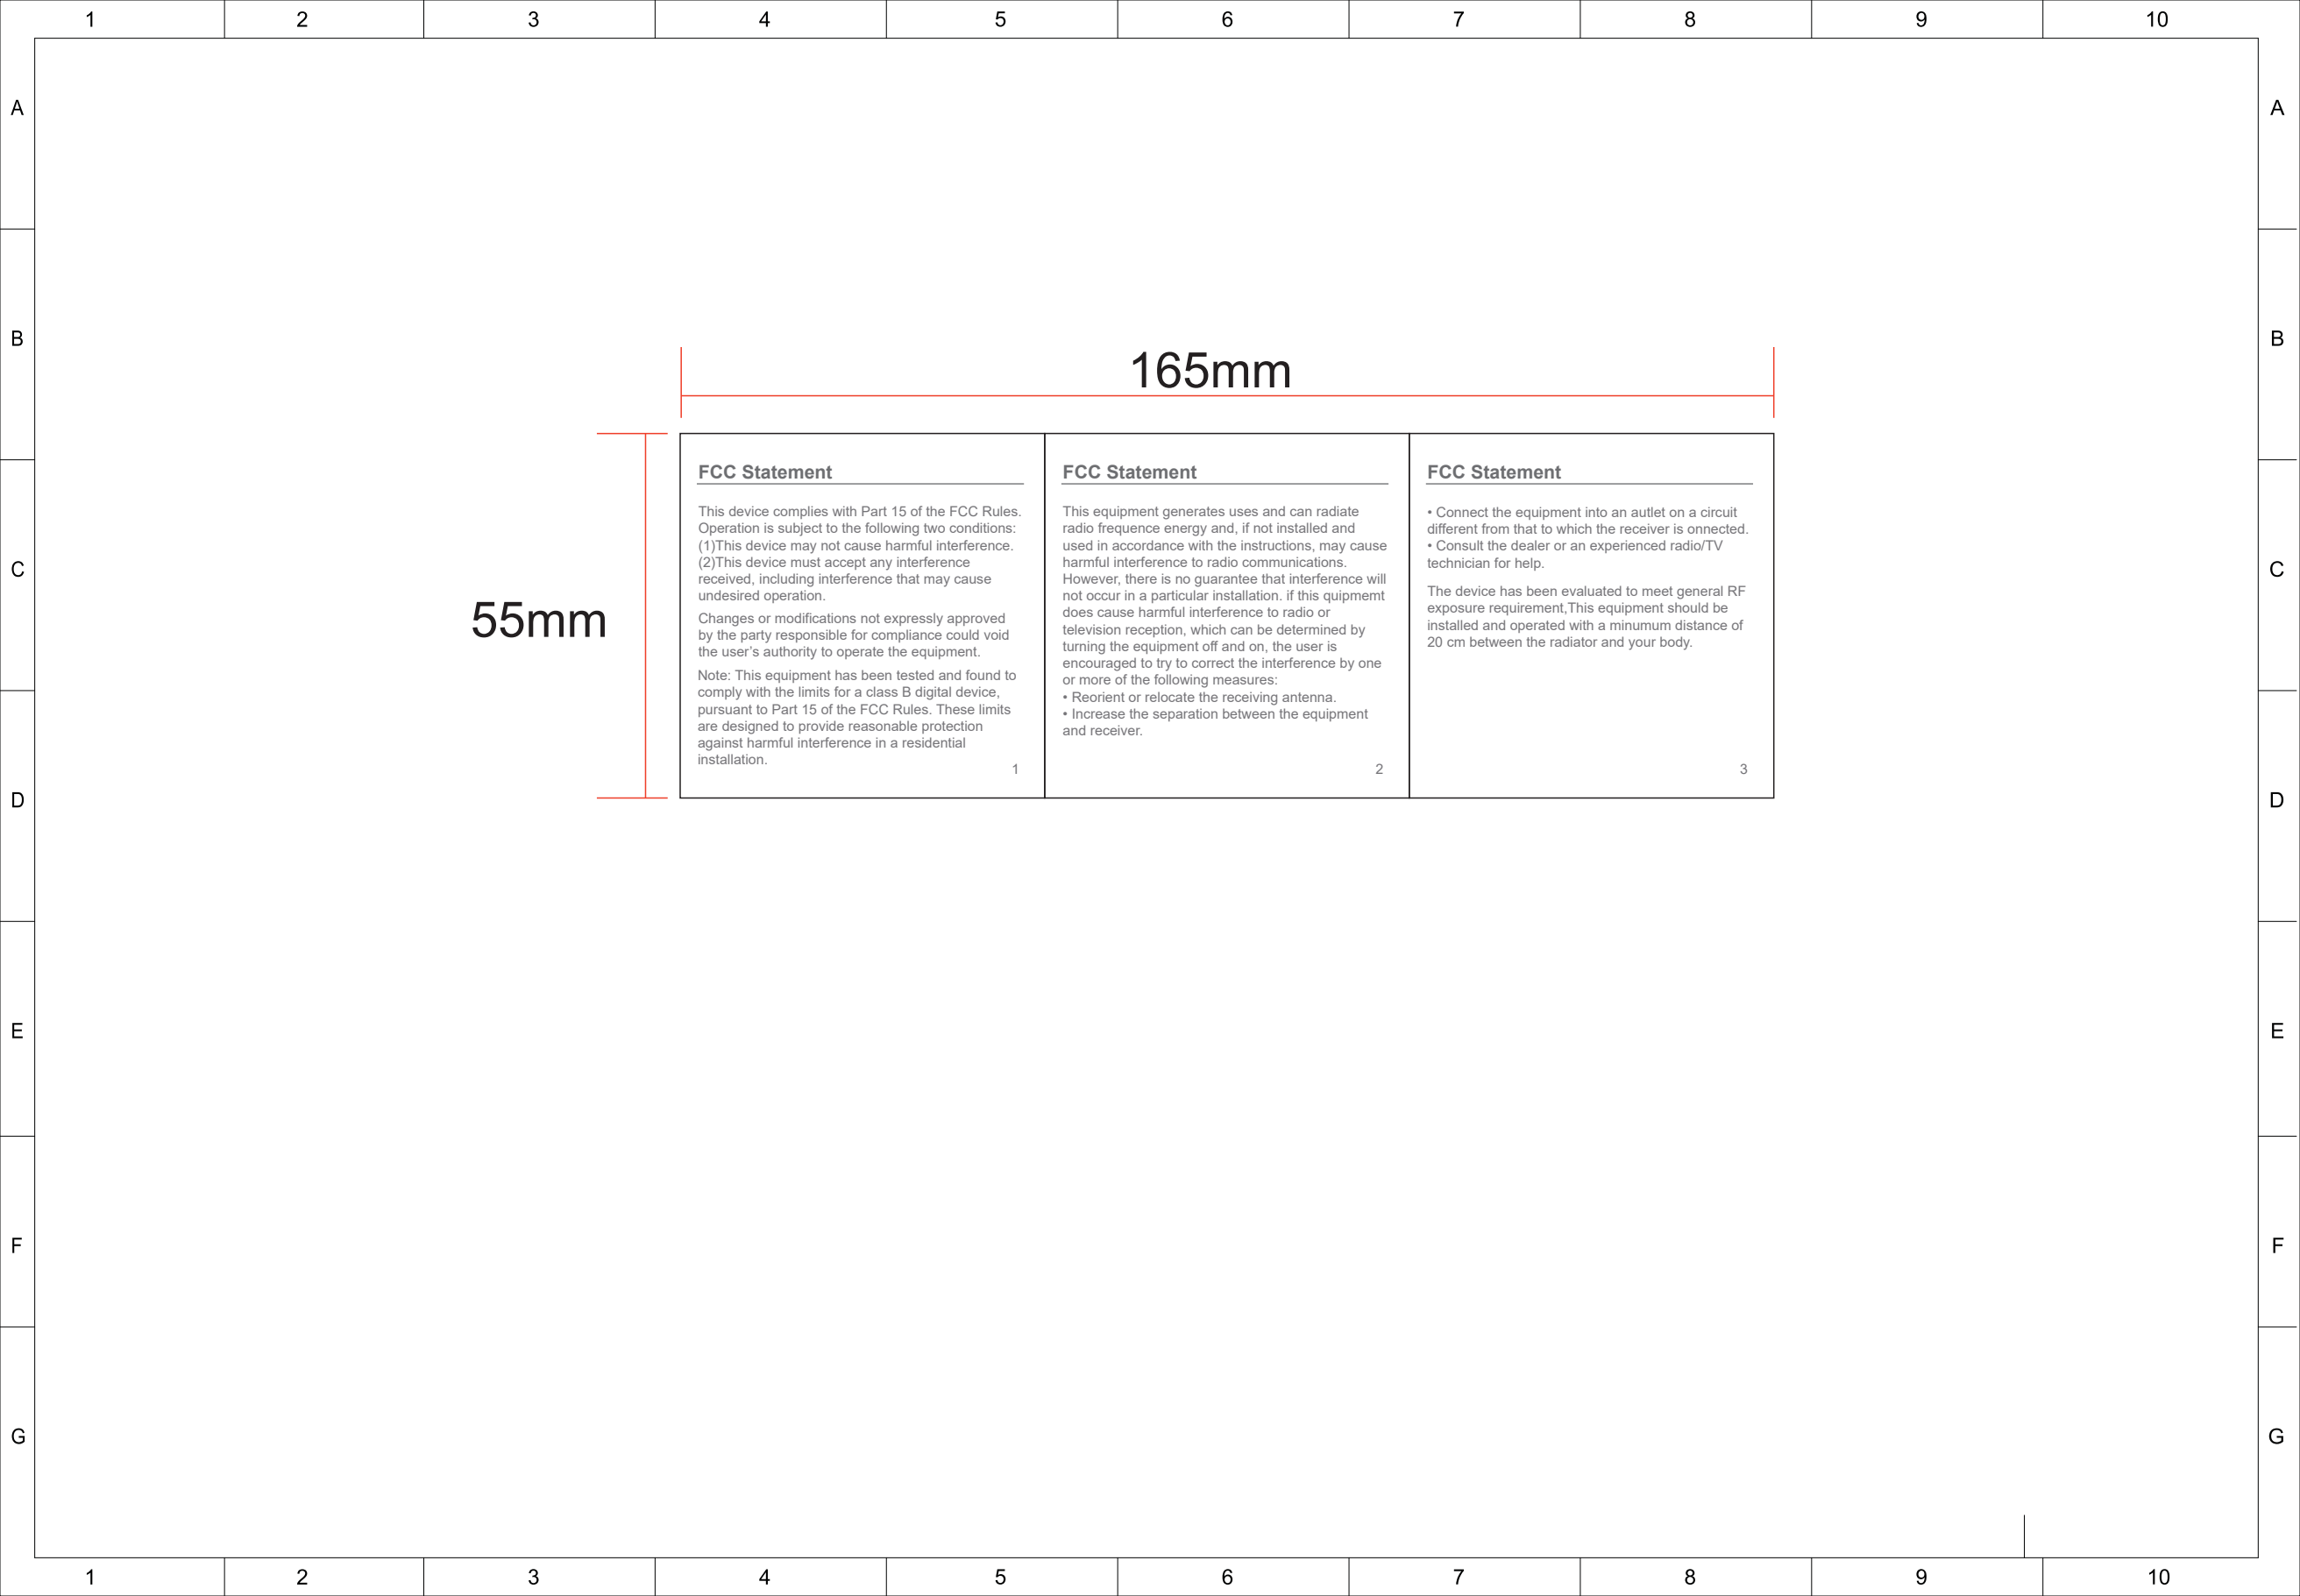 1 2 3 4 5 6 7 8 9 10
A A
B B
165mm
C C
55mm
FCC Statement
This device complies with Part 15 of the FCC Rules.
Operation is subject to the following two conditions:
(1)This device may not cause harmful interference.
(2)This device must accept any interference
received, including interference that may cause
undesired operation.
Changes or modifications not expressly approved
by the party responsible for compliance could void
the user’s authority to operate the equipment.
Note: This equipment has been tested and found to
comply with the limits for a class B digital device,
pursuant to Part 15 of the FCC Rules. These limits
are designed to provide reasonable protection
against harmful interference in a residential
installation.
1
FCC Statement
This equipment generates uses and can radiate
radio frequence energy and, if not installed and
used in accordance with the instructions, may cause
harmful interference to radio communications.
However, there is no guarantee that interference will
not occur in a particular installation. if this quipmemt
does cause harmful interference to radio or
television reception, which can be determined by
turning the equipment off and on, the user is
encouraged to try to correct the interference by one
or more of the following measures:
• Reorient or relocate the receiving antenna.
• Increase the separation between the equipment
and receiver.
2
FCC Statement
• Connect the equipment into an autlet on a circuit
different from that to which the receiver is onnected.
• Consult the dealer or an experienced radio/TV
technician for help.
The device has been evaluated to meet general RF
exposure requirement,This equipment should be
installed and operated with a minumum distance of
20 cm between the radiator and your body.
3
D D
E E
F F
G G
1 2 3 4 5 6 7 8 9 10